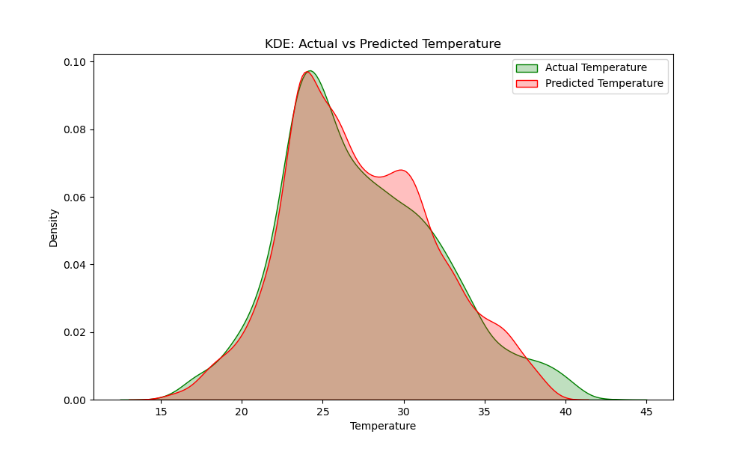 KDE: Actual vs Predicted Temperature
Actual Temperature
Predicted Temperature
Density
0.10
0.08
0.06
0.04
0.02
0.00
15 20 25 30 35 40 45
Temperature